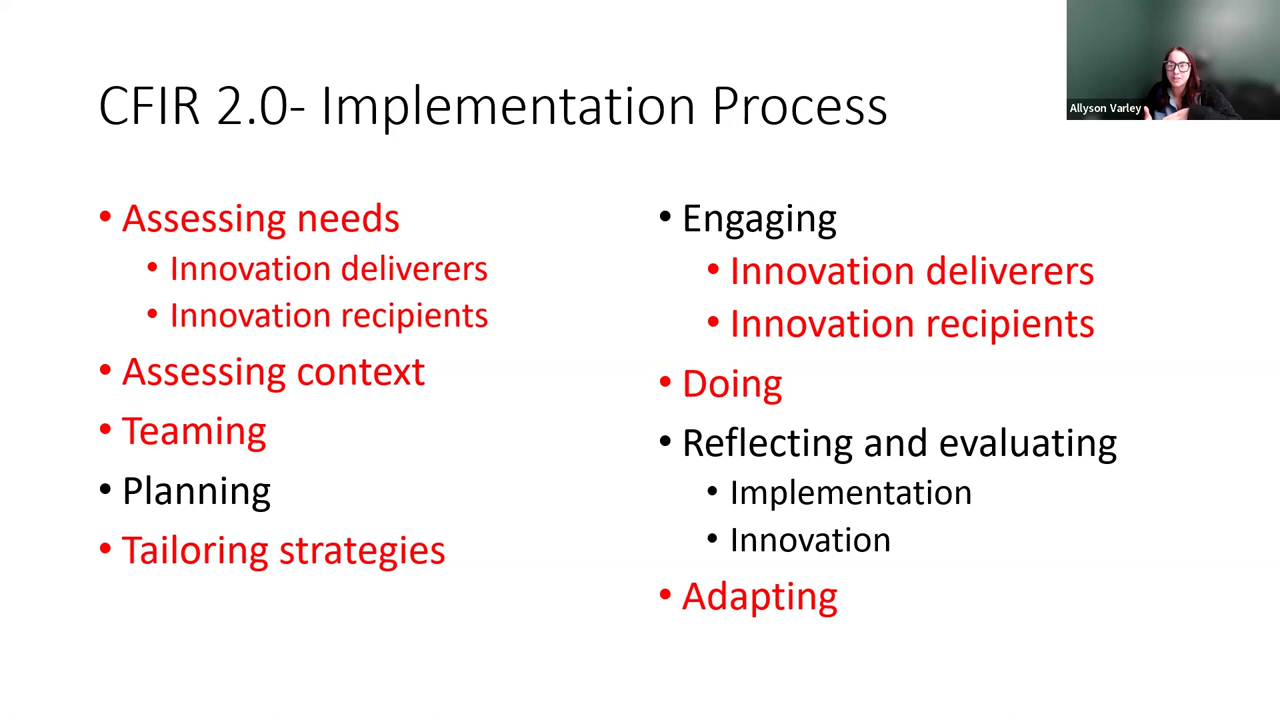 CFIR 2.0- Implementation Process
Allyson Varley
• Assessing needs
• Innovation deliverers
• Innovation recipients
• Assessing context
• Teaming
• Planning
• Tailoring strategies
• Engaging
• Innovation deliverers
• Innovation recipients
• Doing
• Reflecting and evaluating
• Implementation
• Innovation
• Adapting